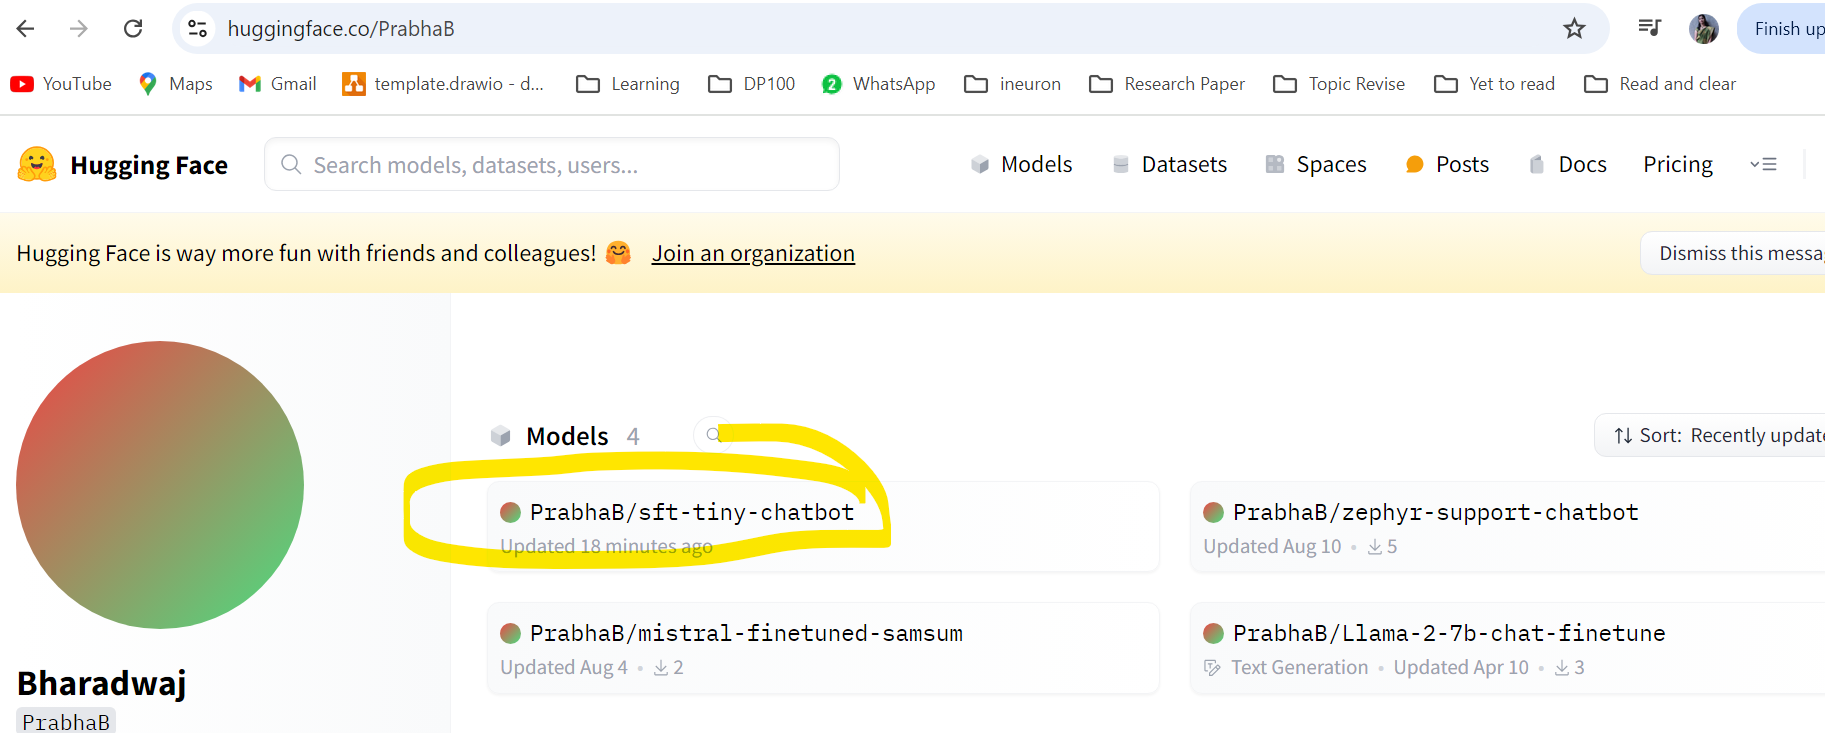 huggingface.co/PrabhaB
Finish up
YouTube Maps Gmail template.drawio - d... Learning DP100 2 WhatsApp ineuron Research Paper Topic Revise Yet to read Read and clear
Hugging Face Search models, datasets, users... Models Datasets Spaces Posts Docs Pricing
Hugging Face is way more fun with friends and colleagues! 🤗 Join an organization Dismiss this messa
Models 4 Sort: Recently update
PrabhaB/sft-tiny-chatbot
Updated 18 minutes ago
PrabhaB/zephyr-support-chatbot
Updated Aug 10 • 5
PrabhaB/mistral-finetuned-samsum
Updated Aug 4 • 2
PrabhaB/Llama-2-7b-chat-finetune
Text Generation • Updated Apr 10 • 3
Bharadwaj
PrabhaB